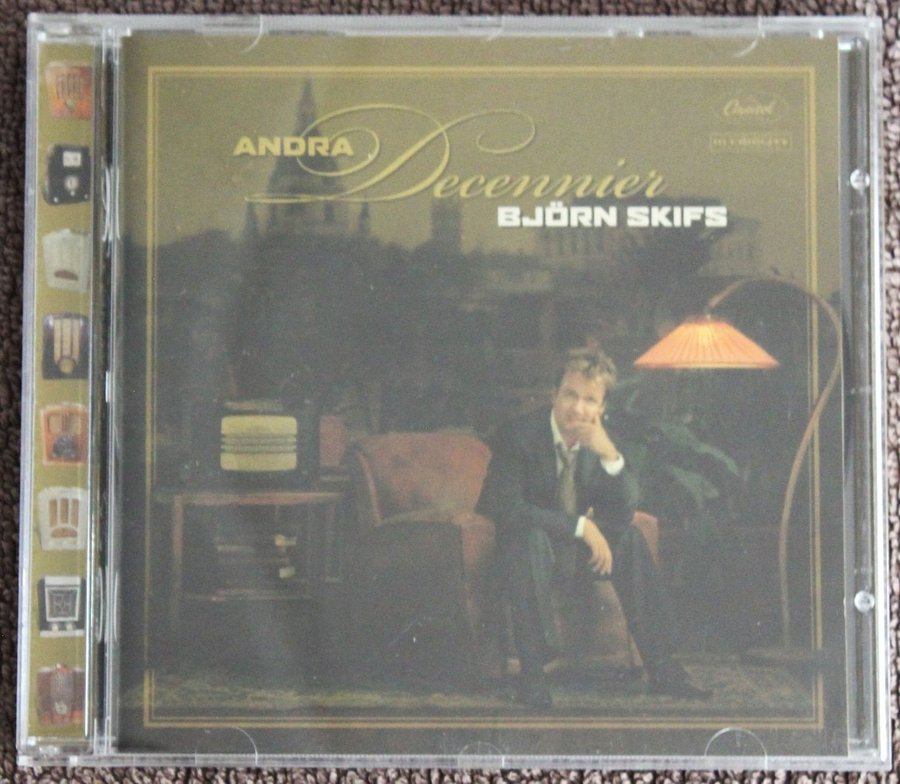 ANDRA Decennier
BJÖRN SKIFS
Capitol